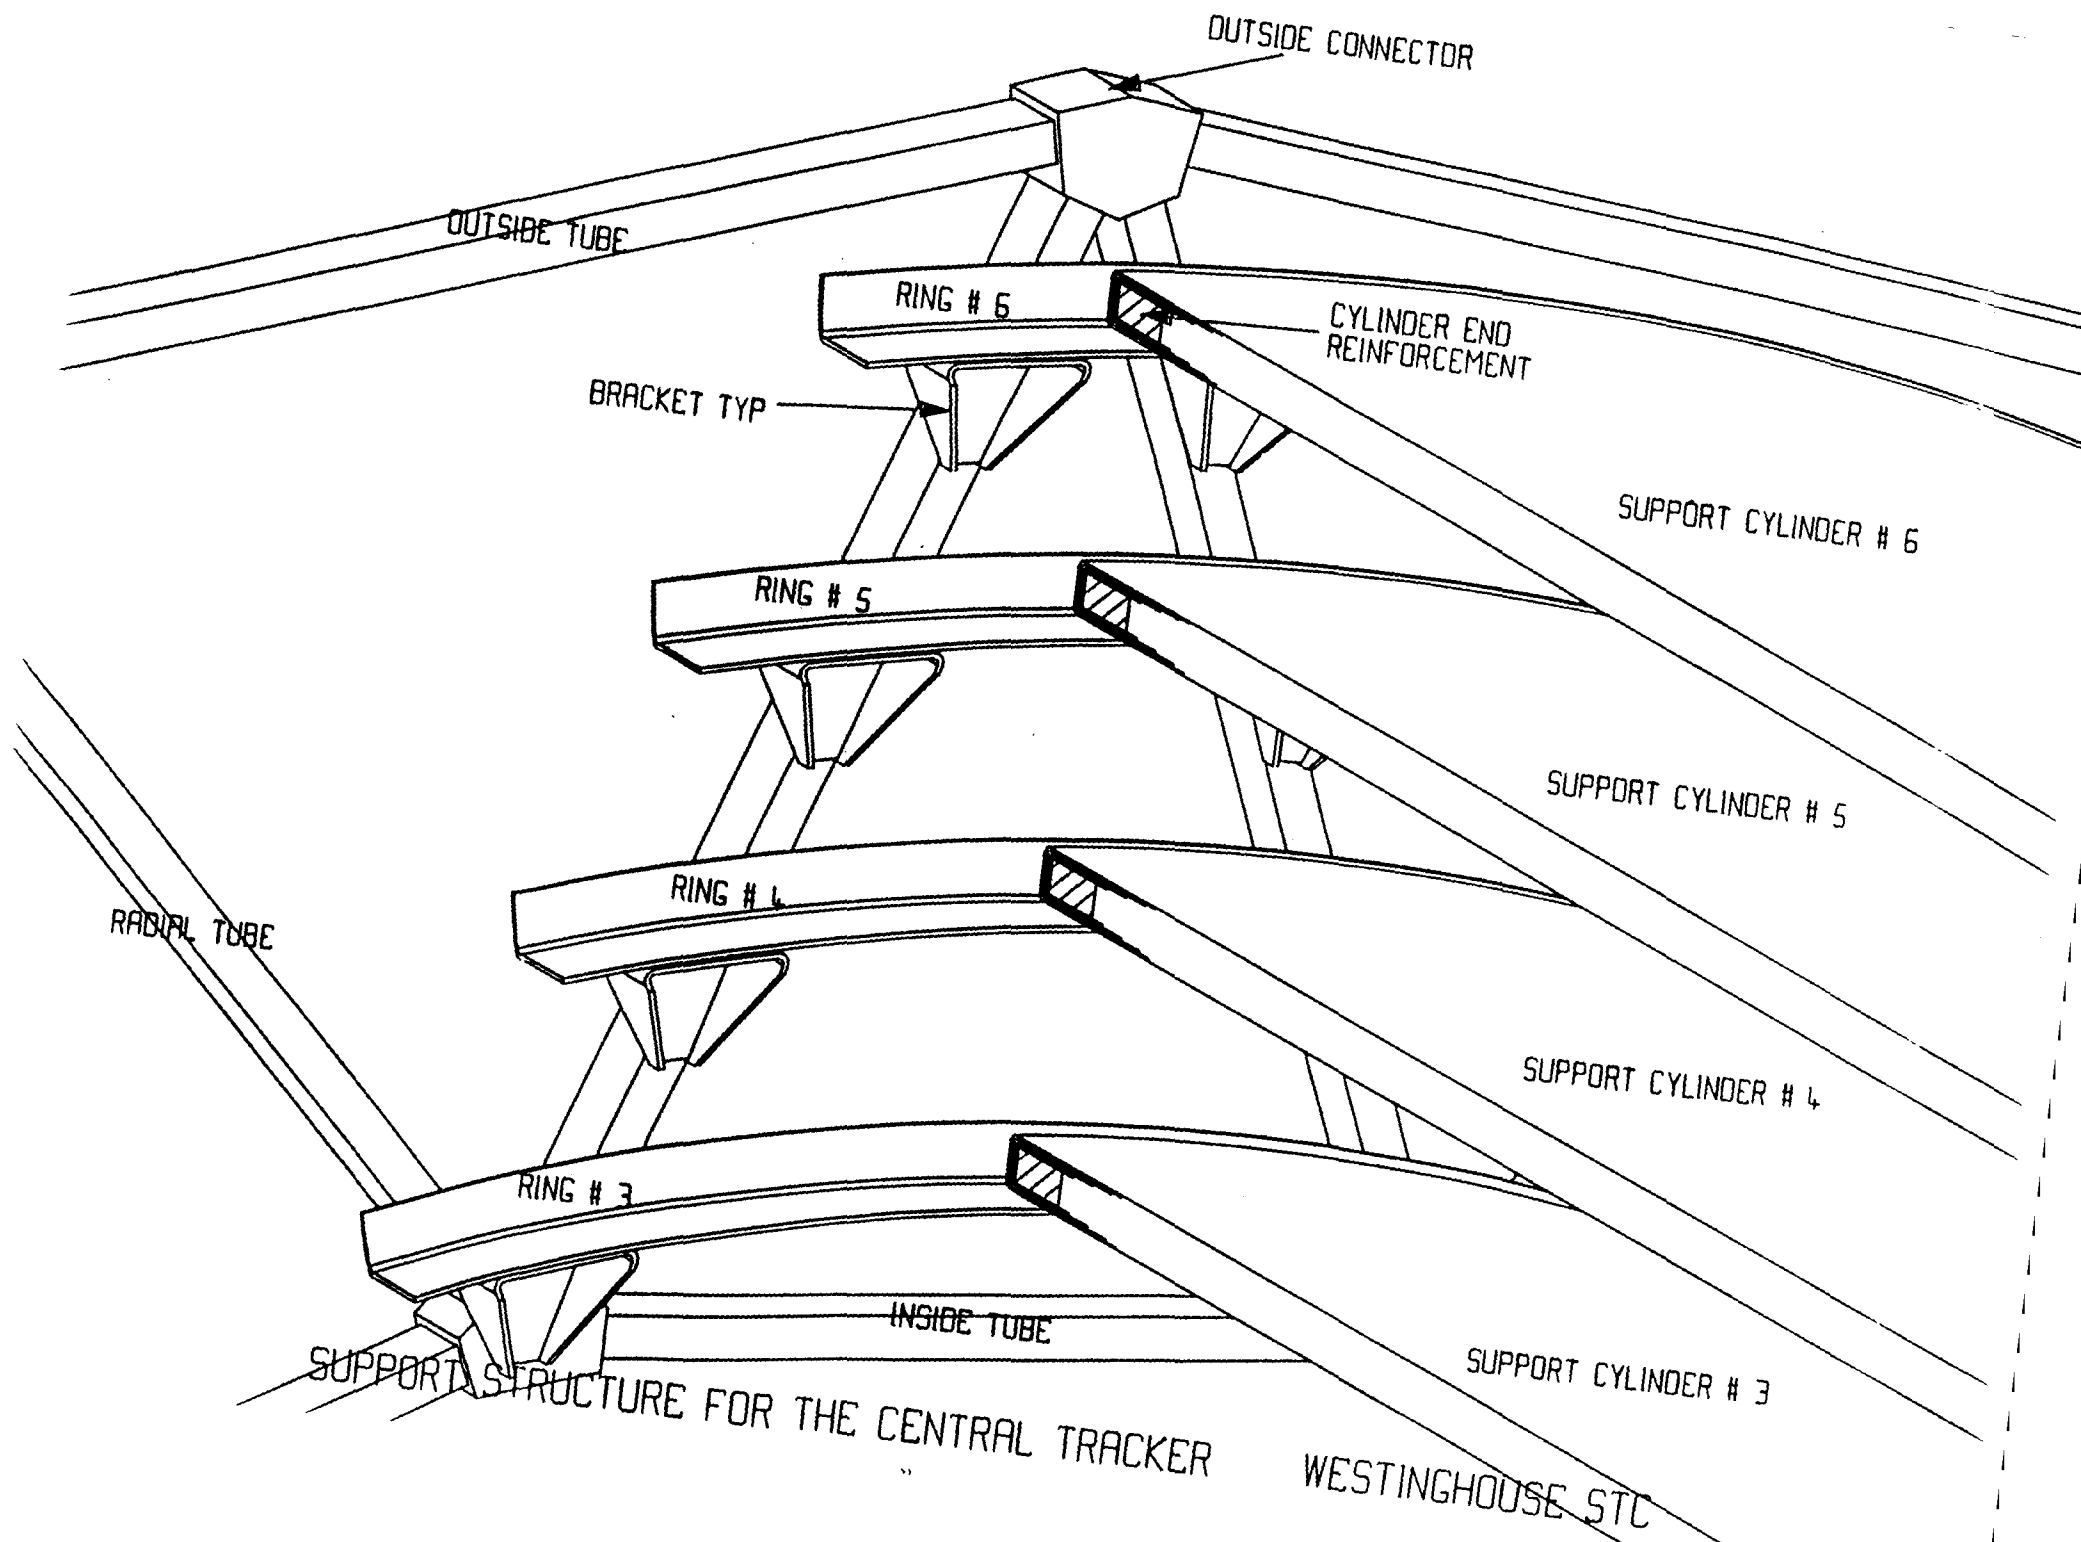 OUTSIDE CONNECTOR
OUTSIDE TUBE
RING # 6
CYLINDER END
REINFORCEMENT
BRACKET TYP
SUPPORT CYLINDER # 6
RING # 5
SUPPORT CYLINDER # 5
RING # 4
RADIAL TUBE
SUPPORT CYLINDER # 4
RING # 3
INSIDE TUBE
SUPPORT CYLINDER # 3
SUPPORT STRUCTURE FOR THE CENTRAL TRACKER
WESTINGHOUSE STC